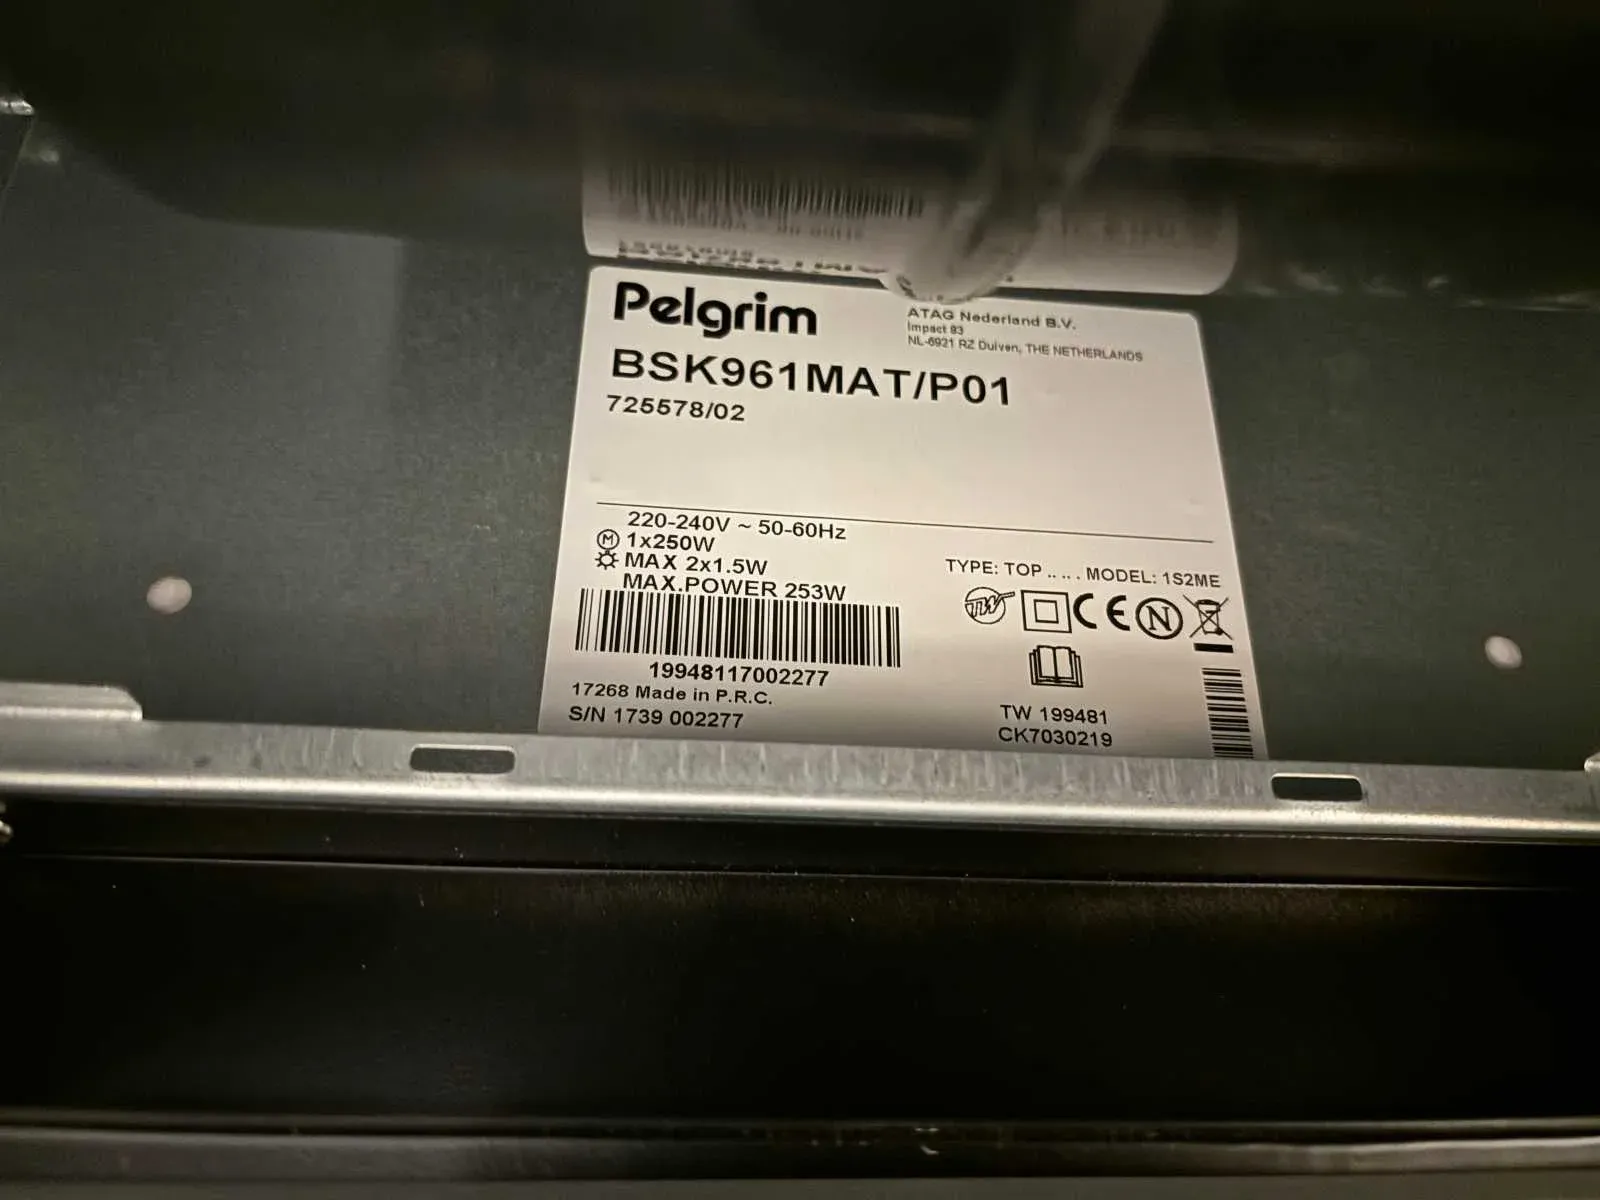 Pelgrim
ATAG Nederland B.V.
Impact 83
NL-6921 RZ Duiven, THE NETHERLANDS
BSK961MAT/P01
725578/02
220-240V ~ 50-60Hz
M 1x250W
MAX 2x1.5W
MAX.POWER 253W
TYPE: TOP .. .. . MODEL: 1S2ME
TW
CE
N
19948117002277
17268 Made in P.R.C.
S/N 1739 002277
TW 199481
CK7030219